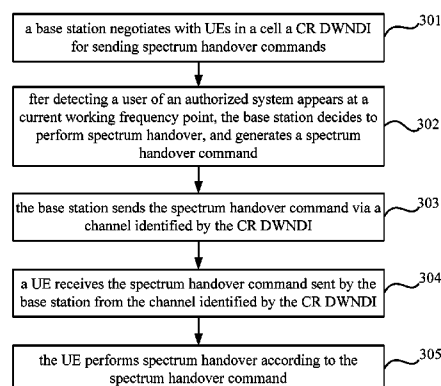 a base station negotiates with UEs in a cell a CR DWNDI
for sending spectrum handover commands
301
fter detecting a user of an authorized system appears at a
current working frequency point, the base station decides to
perform spectrum handover, and generates a spectrum
handover command
302
the base station sends the spectrum handover command via a
channel identified by the CR DWNDI
303
a UE receives the spectrum handover command sent by the
base station from the channel identified by the CR DWNDI
304
the UE performs spectrum handover according to the
spectrum handover command
305